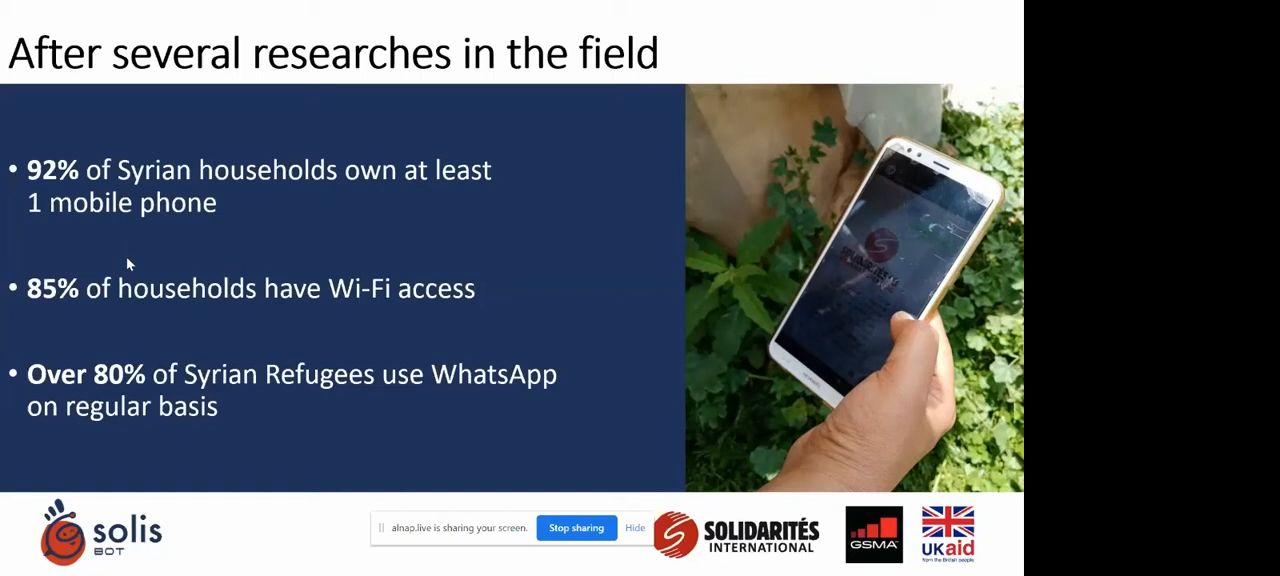 After several researches in the field
• 92% of Syrian households own at least
1 mobile phone
• 85% of households have Wi-Fi access
• Over 80% of Syrian Refugees use WhatsApp
on regular basis
solis
BOT
alnap.live is sharing your screen.
Stop sharing
Hide
SOLIDARITÉS
INTERNATIONAL
GSMA
UKaid
from the British people
HUAWEI